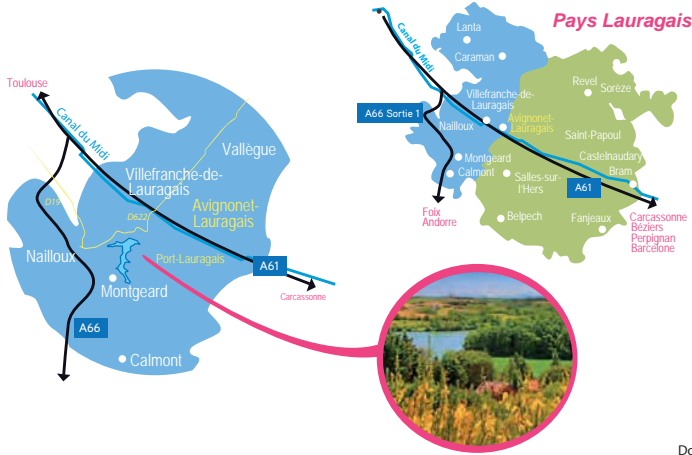 Pays Lauragais
Toulouse
Canal du Midi
Vallègue
Villefranche-de-
Lauragais
Avignonet-
Lauragais
D19
D622
Nailloux
Port-Lauragais
A61
Montgeard
Carcassonne
A66
Calmont
Lanta
Canal du Midi
Caraman
Revel
Sorèze
Villefranche-de-
Lauragais
A66 Sortie 1
Nailloux
Avignonet-
Lauragais
Saint-Papoul
Castelnaudary
Montgeard
Calmont
Salles-sur-
l'Hers
Bram
A61
Foix
Andorre
Belpech
Fanjeaux
Carcassonne
Béziers
Perpignan
Barcelone
Do